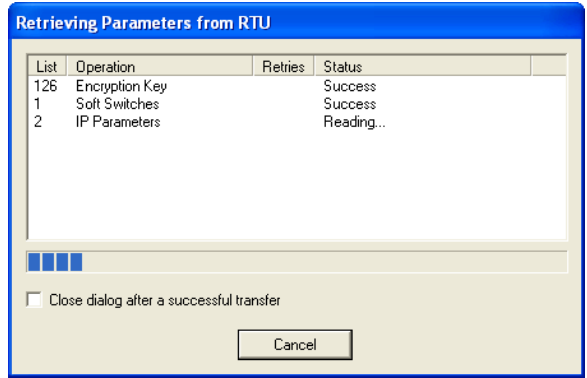 Retrieving Parameters from RTU
List Operation Retries Status
126 Encryption Key Success
1 Soft Switches Success
2 IP Parameters Reading...
Close dialog after a successful transfer
Cancel